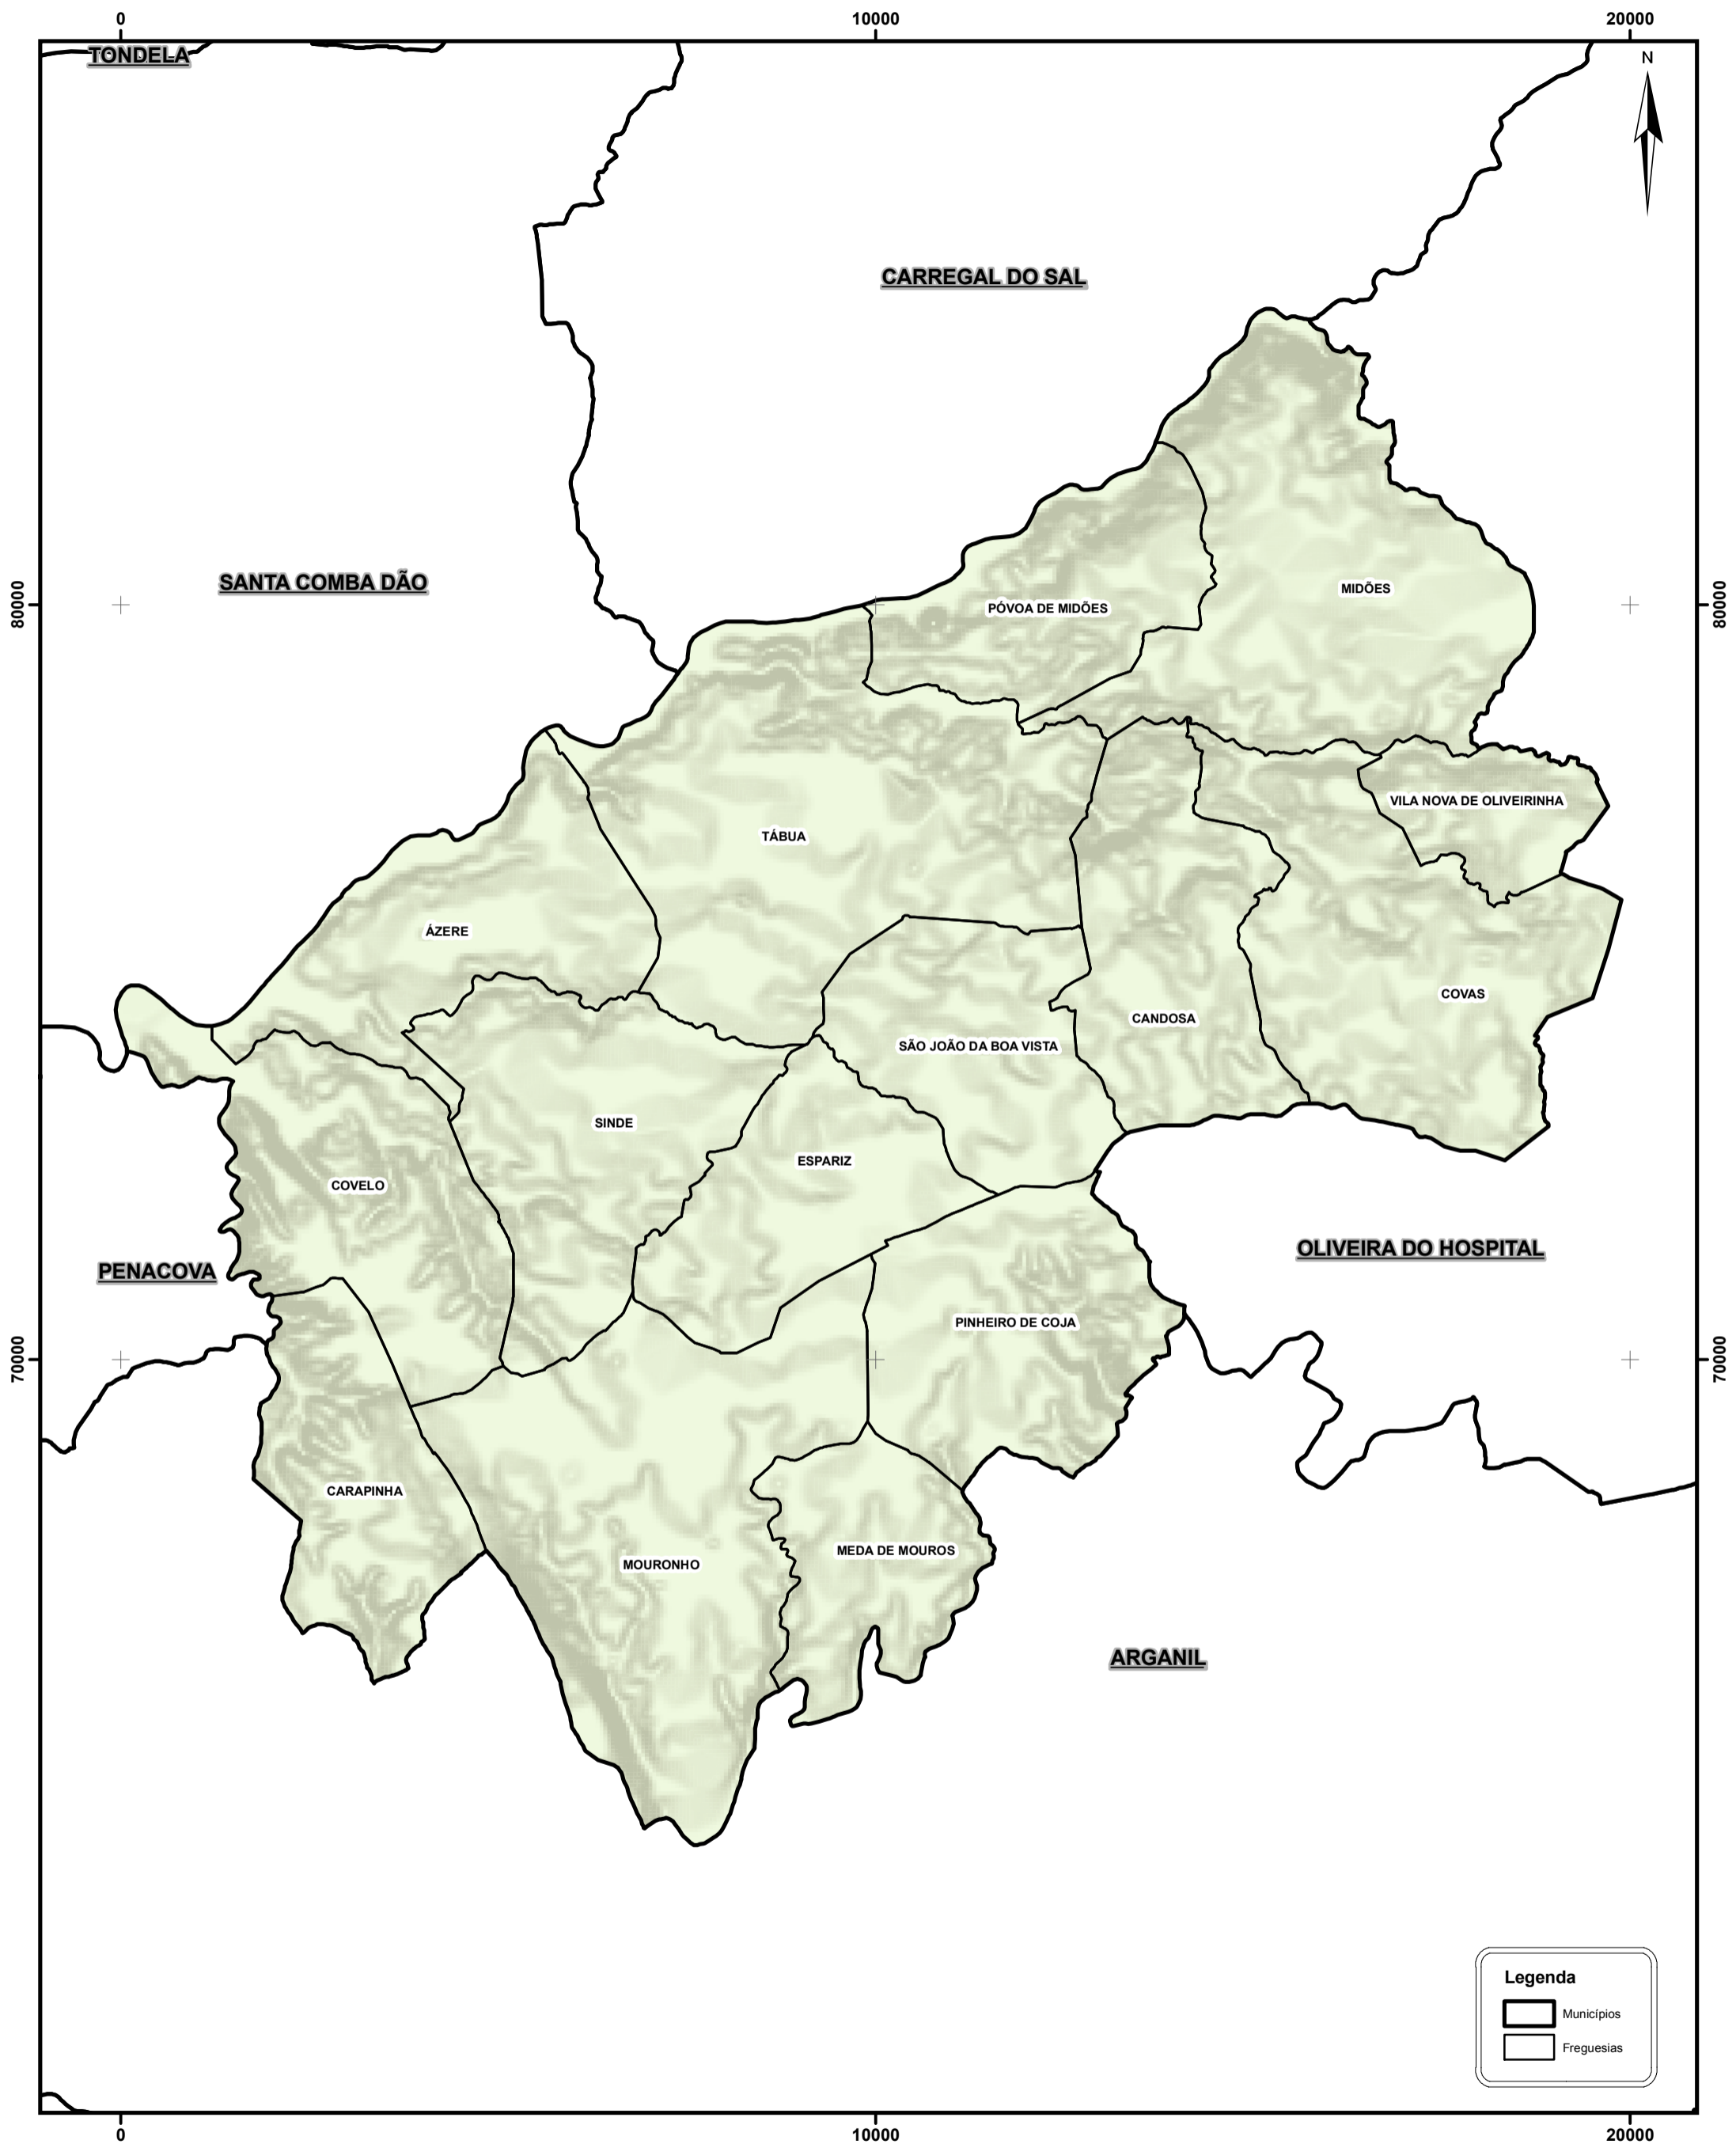 0 10000 20000
TONDELA
N
CARREGAL DO SAL
SANTA COMBA DÃO
80000
80000
MIDÕES
PÓVOA DE MIDÕES
VILA NOVA DE OLIVEIRINHA
TÁBUA
ÁZERE
COVAS
CANDOSA
SÃO JOÃO DA BOA VISTA
SINDE
ESPARIZ
COVELO
OLIVEIRA DO HOSPITAL
PENACOVA
PINHEIRO DE COJA
70000
70000
CARAPINHA
MEDA DE MOUROS
MOURONHO
ARGANIL
Legenda
Municípios
Freguesias
0 10000 20000